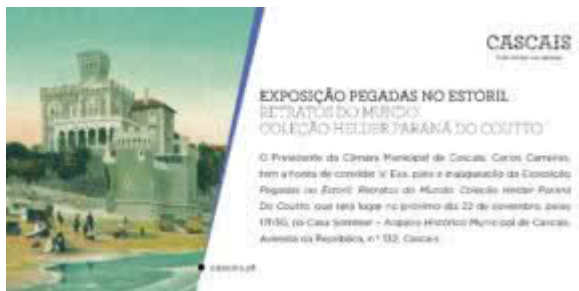 CASCAIS
EXPOSIÇÃO PEGADAS NO ESTORIL
RETRATOS DO MUNDO.
COLEÇÃO HELDER PARANÁ DO COUTTO
O Presidente da Câmara Municipal de Cascais, Carlos Carreiras,
tem a honra de convidar V. Exa. para a inauguração da Exposição
Pegadas no Estoril: Retratos do Mundo. Coleção Helder Paraná
Do Coutto, que terá lugar no próximo dia 22 de novembro, pelas
17h30, na Casa Sommer – Arquivo Histórico Municipal de Cascais.
Avenida da República, n.º 132, Cascais
cascais.pt